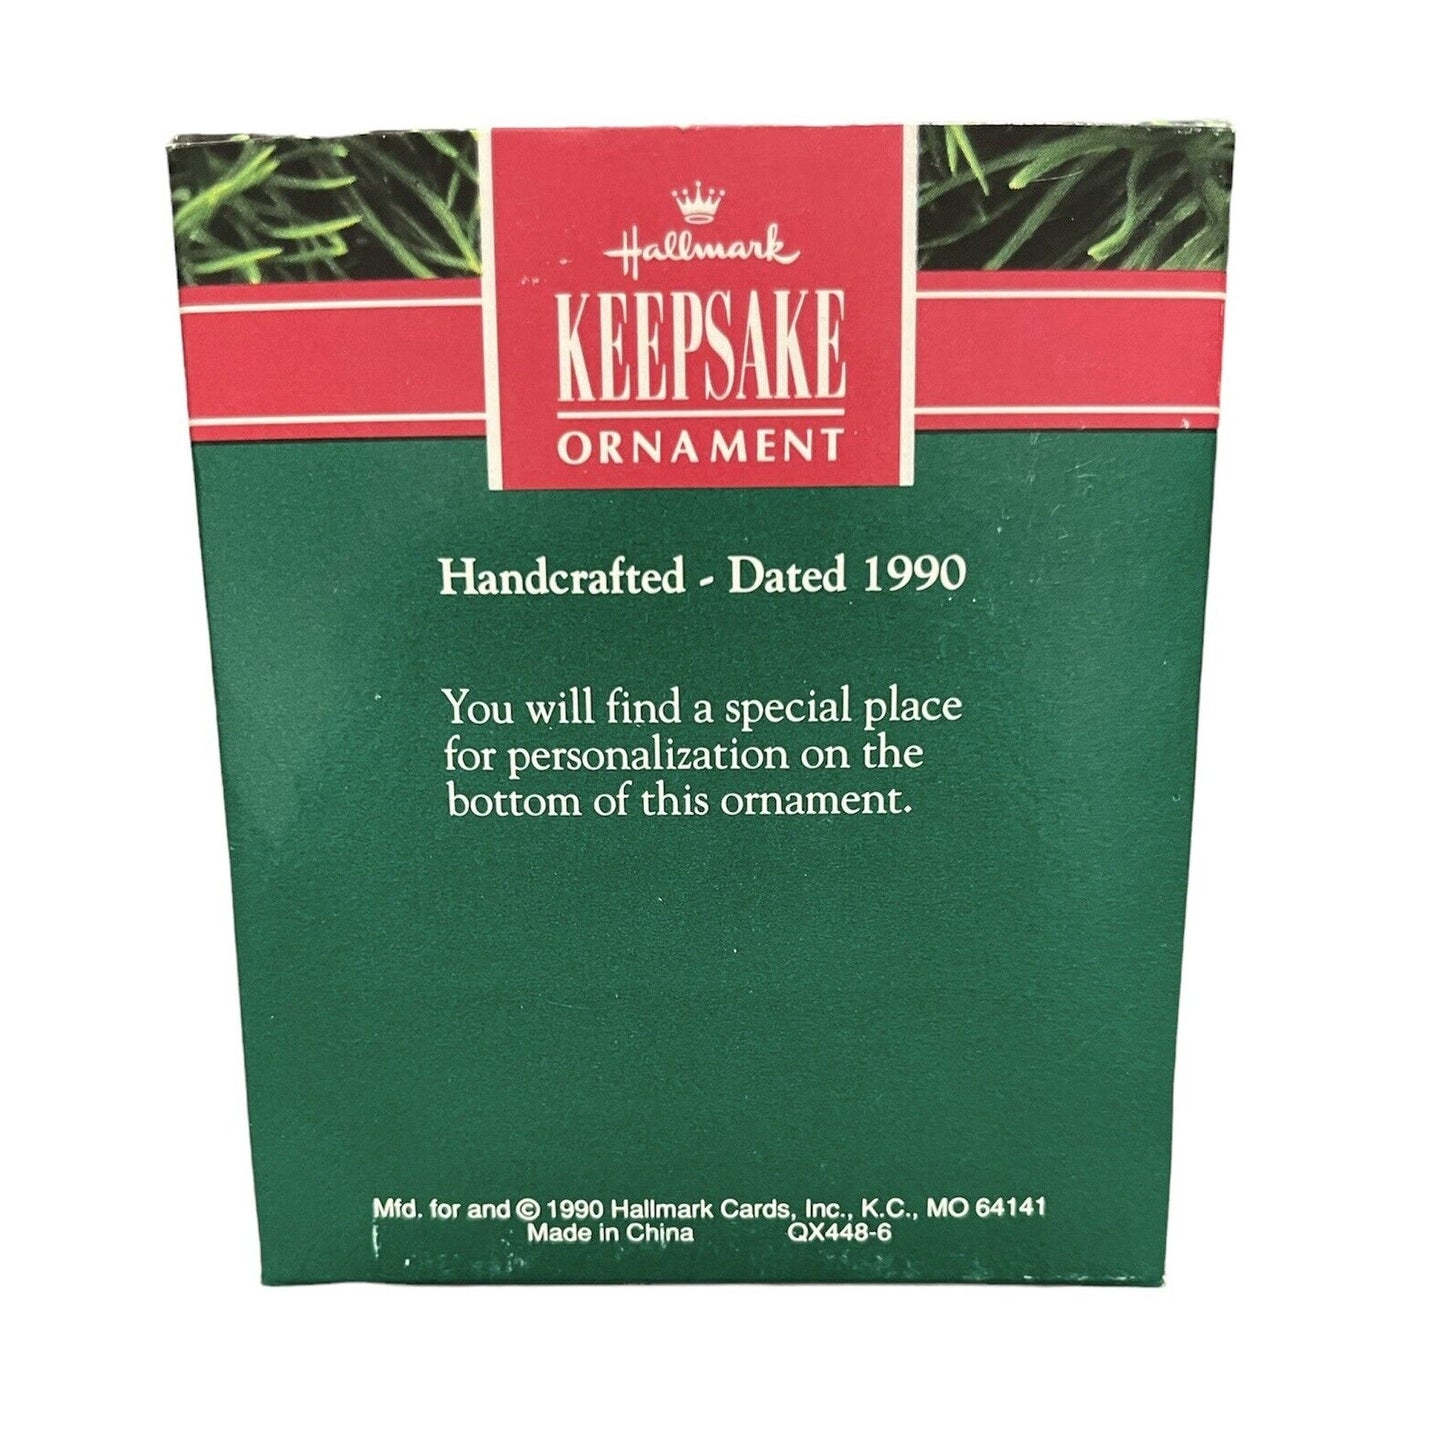 Hallmark
KEEPSAKE
ORNAMENT
Handcrafted - Dated 1990
You will find a special place
for personalization on the
bottom of this ornament.
Mfd. for and © 1990 Hallmark Cards, Inc., K.C., MO 64141
Made in China QX448-6